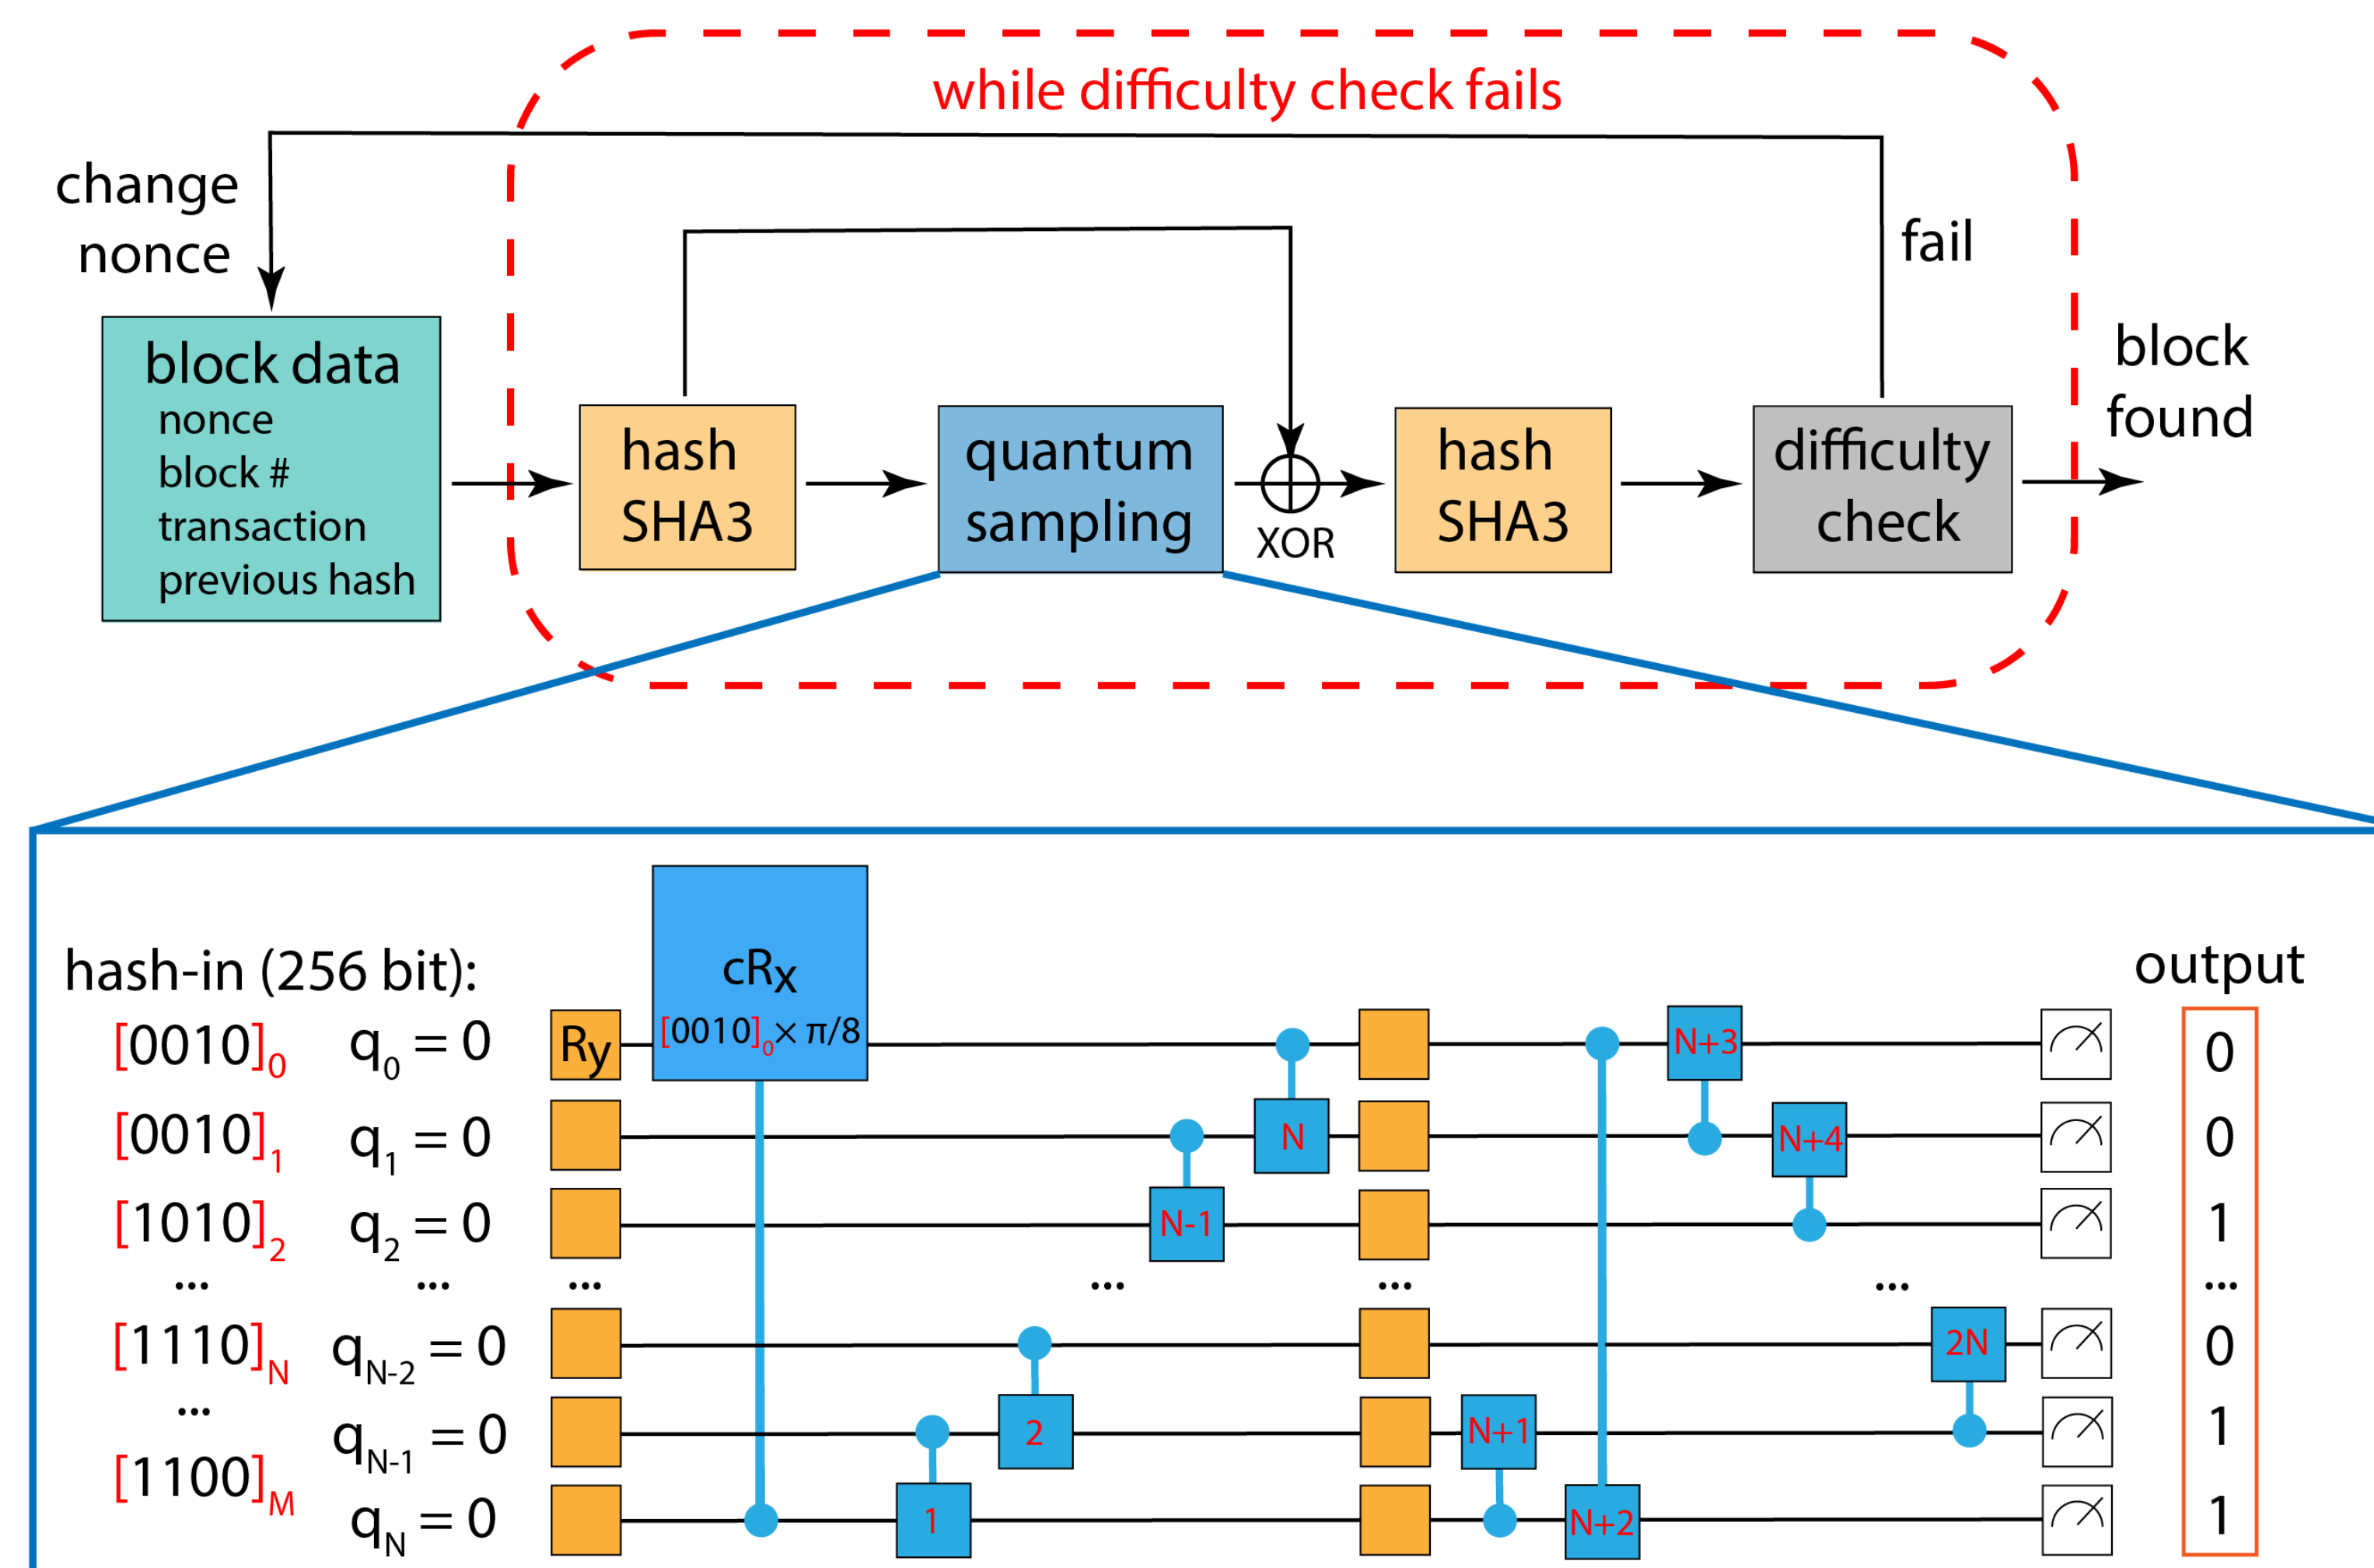 while difficulty check fails
change
nonce
fail
block data
nonce
block #
transaction
previous hash
hash
SHA3
quantum
sampling
XOR
hash
SHA3
difficulty
check
block
found
hash-in (256 bit):
output
cRx
[0010]0 × π/8
[0010]0 q0 = 0 Ry N+3 0
[0010]1 q1 = 0 N N+4 0
[1010]2 q2 = 0 N-1 1
... ... ... ... ... ... ...
[1110]N qN-2 = 0 2N 0
...
qN-1 = 0 2 N+1 1
[1100]M
qN = 0 1 N+2 1